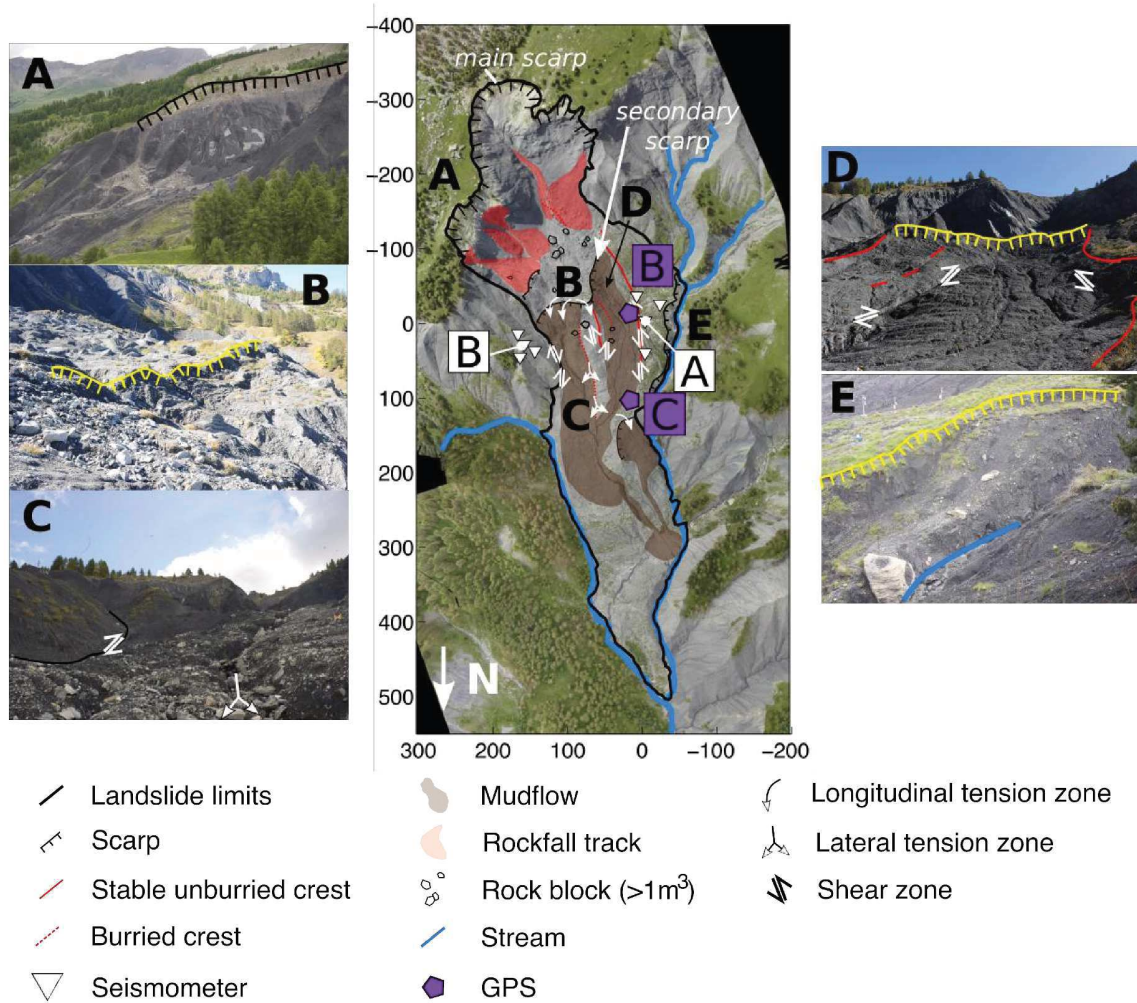 A
B
C
−400
−300
−200
−100
0
100
200
300
400
500
300
200
100
0
−100
−200
main scarp
secondary
scarp
A
D
B
B
E
B
A
C
C
N
D
E
Landslide limits
Scarp
Stable unburried crest
Burried crest
Seismometer
Mudflow
Rockfall track
Rock block (>1m³)
Stream
GPS
Longitudinal tension zone
Lateral tension zone
Shear zone